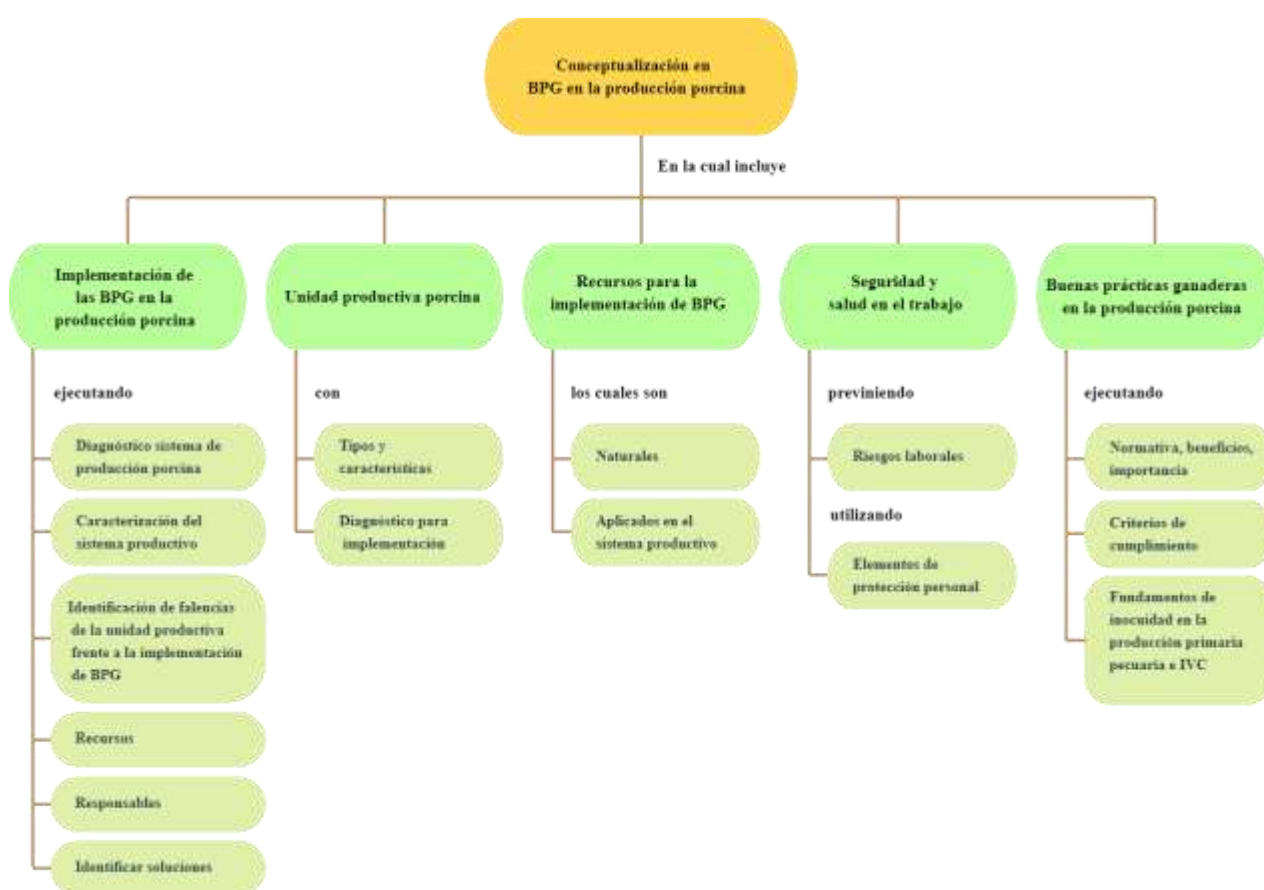 Conceptualización en
BPG en la producción porcina
En la cual incluye
Implementación de
las BPG en la
producción porcina
ejecutando
Diagnóstico sistema de
producción porcina
Caracterización del
sistema productivo
Identificación de falencias
de la unidad productiva
frente a la implementación
de BPG
Recursos
Responsables
Identificar soluciones
Unidad productiva porcina
con
Tipos y
características
Diagnóstico para
implementación
Recursos para la
implementación de BPG
los cuales son
Naturales
Aplicados en el
sistema productivo
Seguridad y
salud en el trabajo
previniendo
Riesgos laborales
utilizando
Elementos de
protección personal
Buenas prácticas ganaderas
en la producción porcina
ejecutando
Normativa, beneficios,
importancia
Criterios de
cumplimiento
Fundamentos de
inocuidad en la
producción primaria
pecuaria e IVC